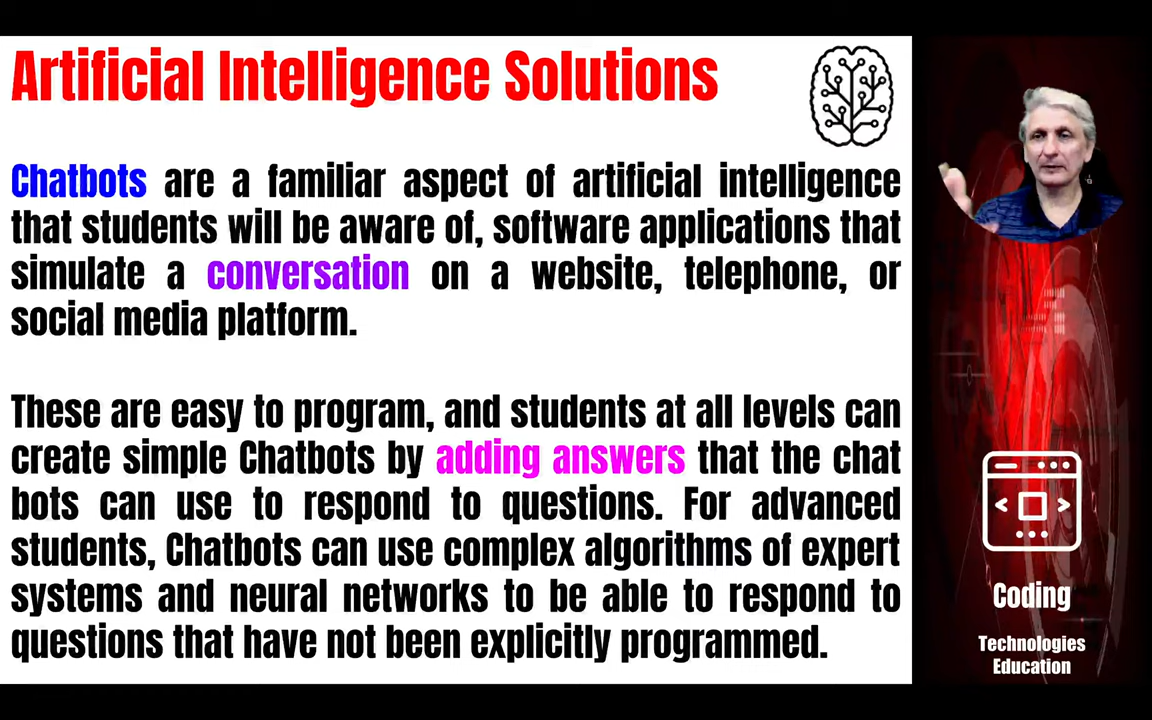 Artificial Intelligence Solutions
Chatbots are a familiar aspect of artificial intelligence
that students will be aware of, software applications that
simulate a conversation on a website, telephone, or
social media platform.
These are easy to program, and students at all levels can
create simple Chatbots by adding answers that the chat
bots can use to respond to questions. For advanced
students, Chatbots can use complex algorithms of expert
systems and neural networks to be able to respond to
questions that have not been explicitly programmed.
Coding
Technologies
Education